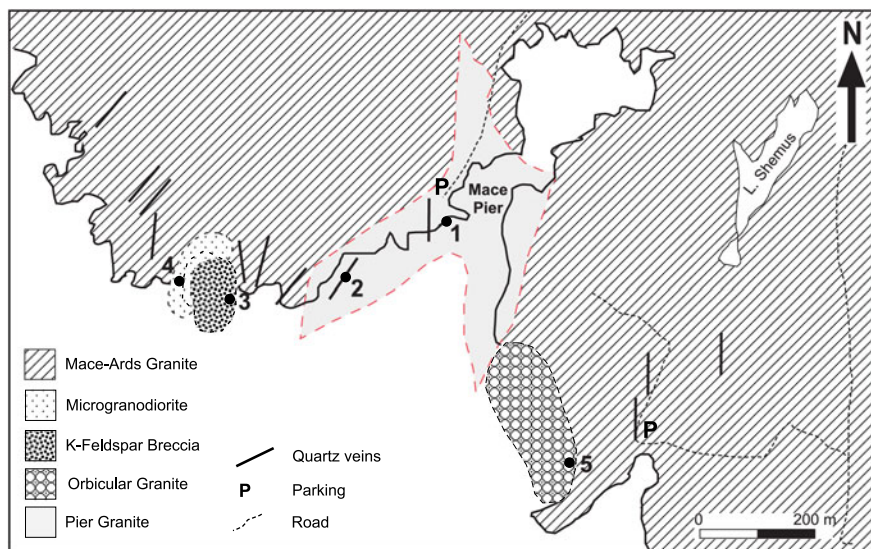 N
L. Shemus
P
Mace
Pier
1
2
4
3
Mace-Ards Granite
Microgranodiorite
K-Feldspar Breccia
Orbicular Granite
Pier Granite
Quartz veins
P Parking
Road
5
P
0 200 m